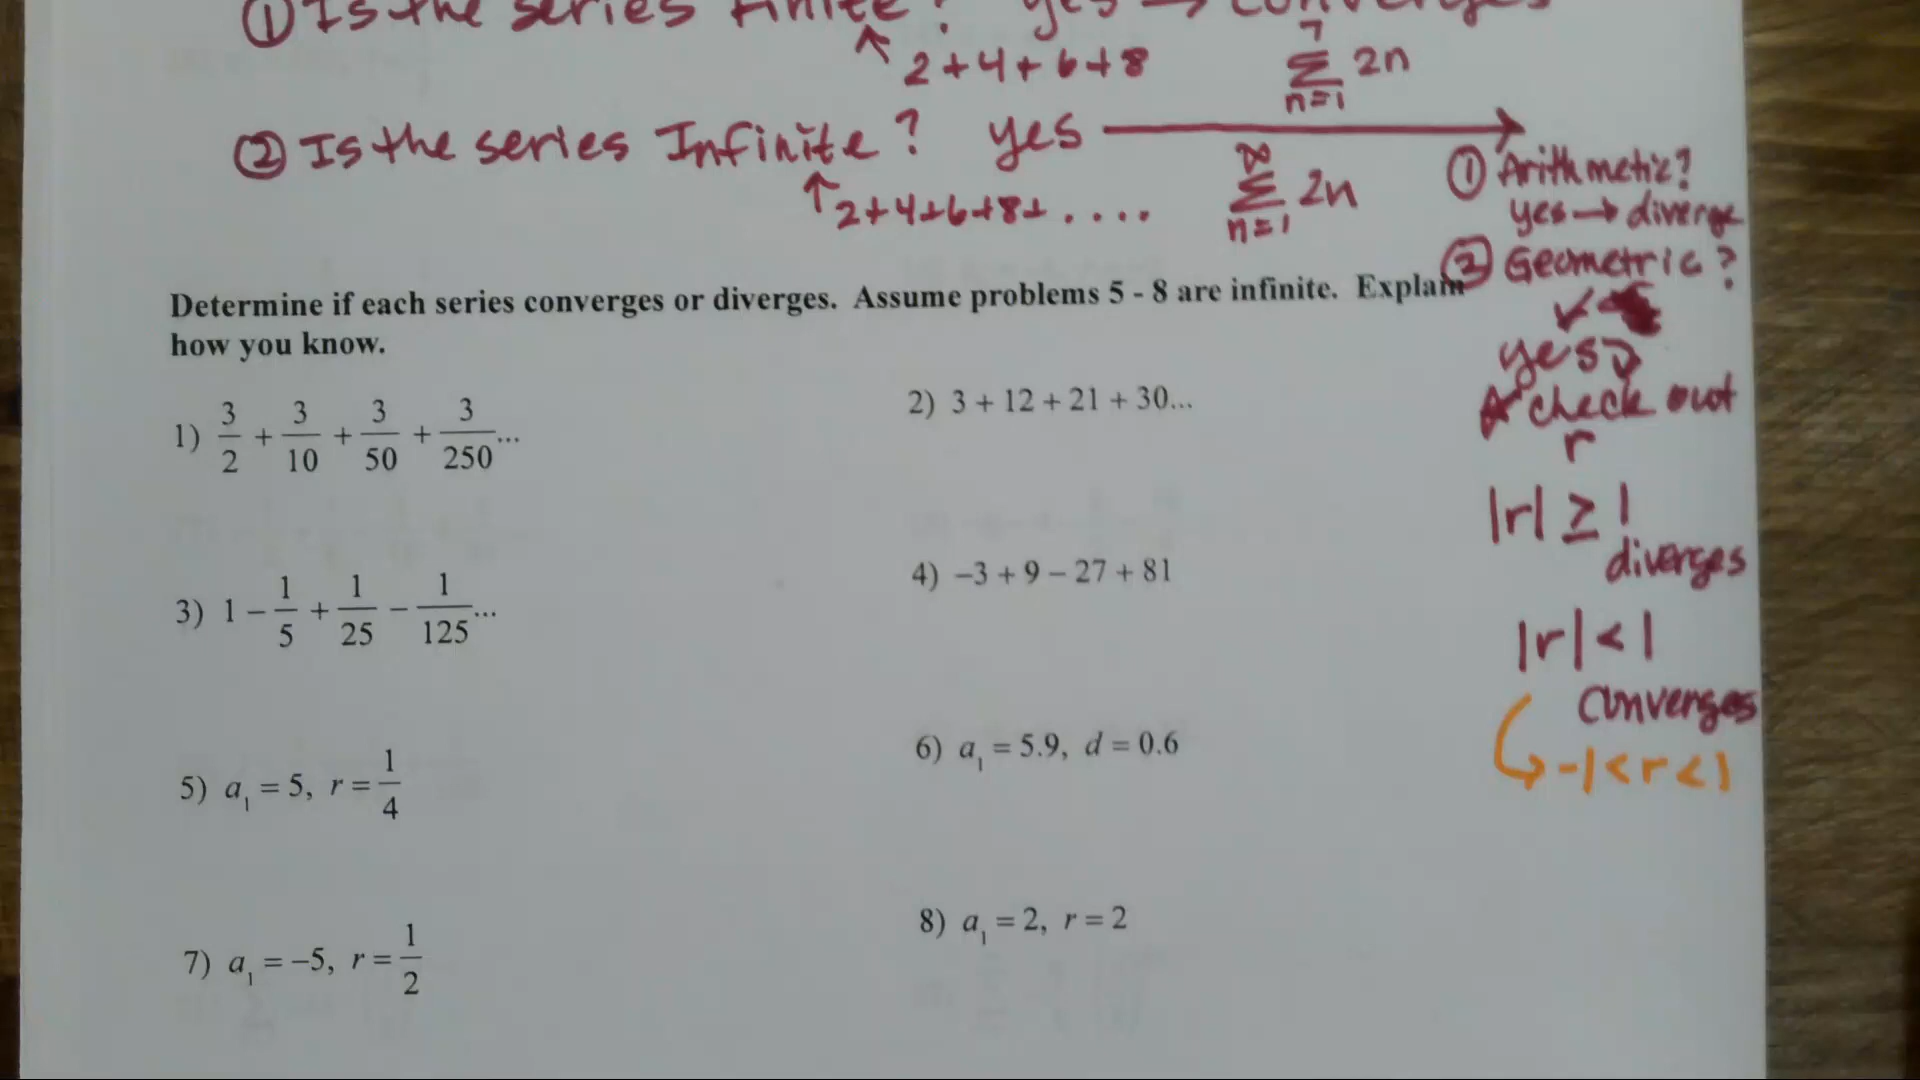 ① Is the series finite? yes → converges
2+4+6+8
7
∑ 2n
n=1
② Is the series Infinite? yes
2+4+6+8+....
∞
∑ 2n
n=1
① Arithmetic?
yes → diverge
② Geometric?
yes
check out
r
|r| ≥ 1
diverges
|r| < 1
converges
-1 < r < 1
Determine if each series converges or diverges. Assume problems 5 - 8 are infinite. Explain
how you know.
1) 3/2 + 3/10 + 3/50 + 3/250...
2) 3 + 12 + 21 + 30...
3) 1 − 1/5 + 1/25 − 1/125...
4) −3 + 9 − 27 + 81
5) a₁ = 5, r = 1/4
6) a₁ = 5.9, d = 0.6
7) a₁ = −5, r = 1/2
8) a₁ = 2, r = 2